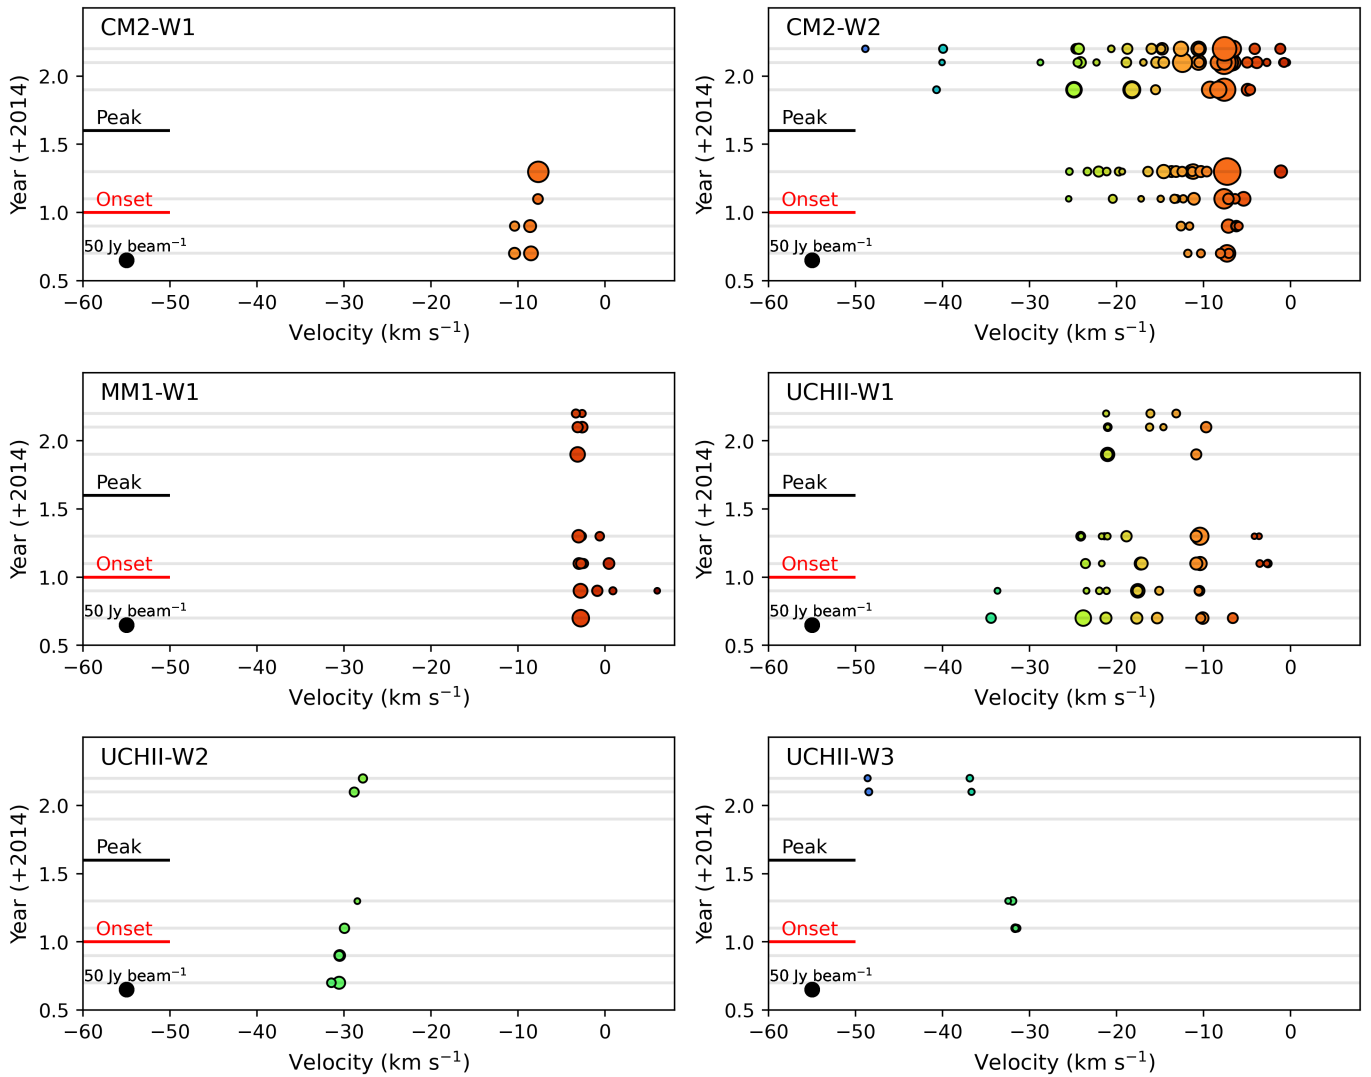 CM2-W1
Year (+2014)
2.0
1.5
1.0
0.5
Peak
Onset
50 Jy beam⁻¹
−60 −50 −40 −30 −20 −10 0
Velocity (km s⁻¹)
CM2-W2
Year (+2014)
2.0
1.5
1.0
0.5
Peak
Onset
50 Jy beam⁻¹
−60 −50 −40 −30 −20 −10 0
Velocity (km s⁻¹)
MM1-W1
Year (+2014)
2.0
1.5
1.0
0.5
Peak
Onset
50 Jy beam⁻¹
−60 −50 −40 −30 −20 −10 0
Velocity (km s⁻¹)
UCHII-W1
Year (+2014)
2.0
1.5
1.0
0.5
Peak
Onset
50 Jy beam⁻¹
−60 −50 −40 −30 −20 −10 0
Velocity (km s⁻¹)
UCHII-W2
Year (+2014)
2.0
1.5
1.0
0.5
Peak
Onset
50 Jy beam⁻¹
−60 −50 −40 −30 −20 −10 0
Velocity (km s⁻¹)
UCHII-W3
Year (+2014)
2.0
1.5
1.0
0.5
Peak
Onset
50 Jy beam⁻¹
−60 −50 −40 −30 −20 −10 0
Velocity (km s⁻¹)